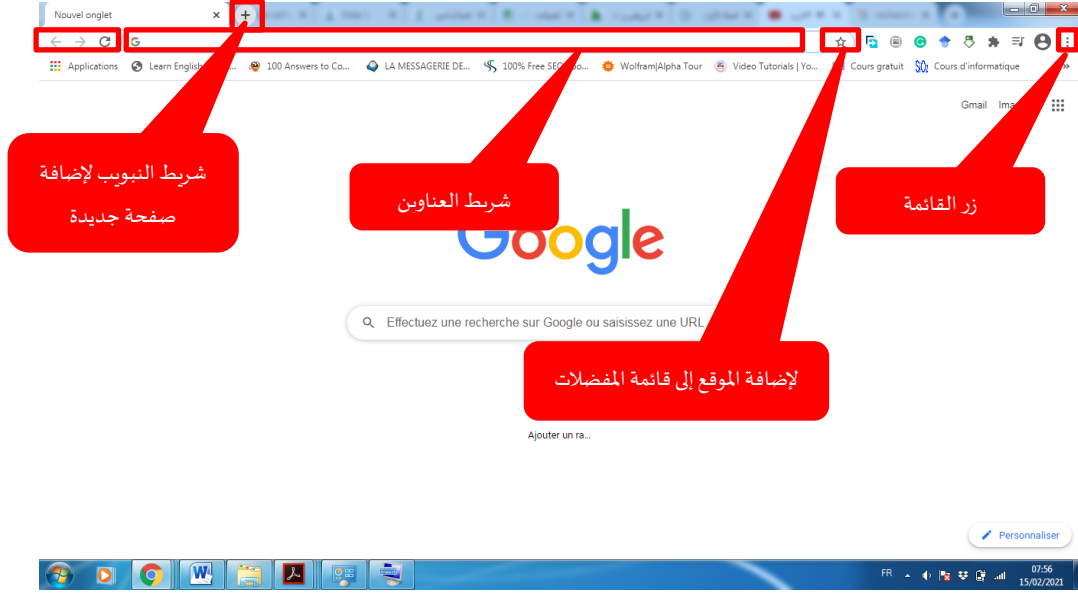 Nouvel onglet
G
Applications
Learn English
100 Answers to Co...
LA MESSAGERIE DE...
100% Free SEO
Wolfram|Alpha Tour
Video Tutorials | Yo...
Cours gratuit
Cours d'informatique
»
Gmail
شريط النبويب لإضافة
صفحة جديدة
شريط العناوين
زر القائمة
Google
Effectuez une recherche sur Google ou saisissez une URL
لإضافة الموقع إلى قائمة المفضلات
Ajouter un ra...
Personnaliser
FR
07:56
15/02/2021